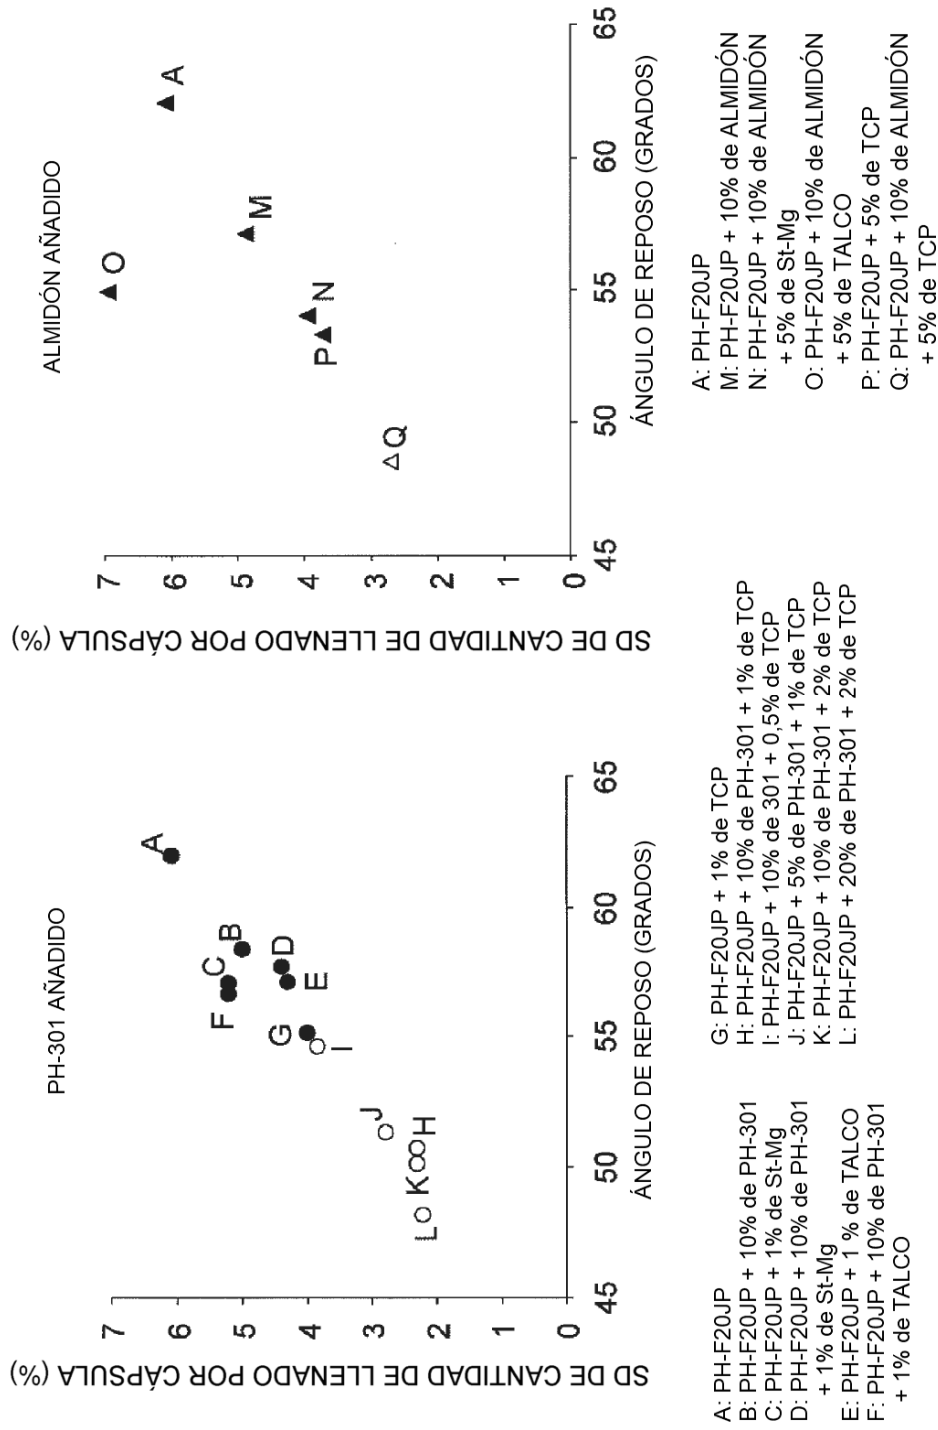 PH-301 AÑADIDO
SD DE CANTIDAD DE LLENADO POR CÁPSULA (%)
7
6
5
4
3
2
1
0
A
B
C
D
E
F
G
I
J
H
K
L
45
50
55
60
65
ÁNGULO DE REPOSO (GRADOS)
A: PH-F20JP
B: PH-F20JP + 10% de PH-301
C: PH-F20JP + 1% de St-Mg
D: PH-F20JP + 10% de PH-301
+ 1% de St-Mg
E: PH-F20JP + 1 % de TALCO
F: PH-F20JP + 10% de PH-301
+ 1% de TALCO
G: PH-F20JP + 1% de TCP
H: PH-F20JP + 10% de PH-301 + 1% de TCP
I: PH-F20JP + 10% de 301 + 0,5% de TCP
J: PH-F20JP + 5% de PH-301 + 1% de TCP
K: PH-F20JP + 10% de PH-301 + 2% de TCP
L: PH-F20JP + 20% de PH-301 + 2% de TCP
ALMIDÓN AÑADIDO
SD DE CANTIDAD DE LLENADO POR CÁPSULA (%)
7
6
5
4
3
2
1
0
O
A
M
N
P
Q
45
50
55
60
65
ÁNGULO DE REPOSO (GRADOS)
A: PH-F20JP
M: PH-F20JP + 10% de ALMIDÓN
N: PH-F20JP + 10% de ALMIDÓN
+ 5% de St-Mg
O: PH-F20JP + 10% de ALMIDÓN
+ 5% de TALCO
P: PH-F20JP + 5% de TCP
Q: PH-F20JP + 10% de ALMIDÓN
+ 5% de TCP